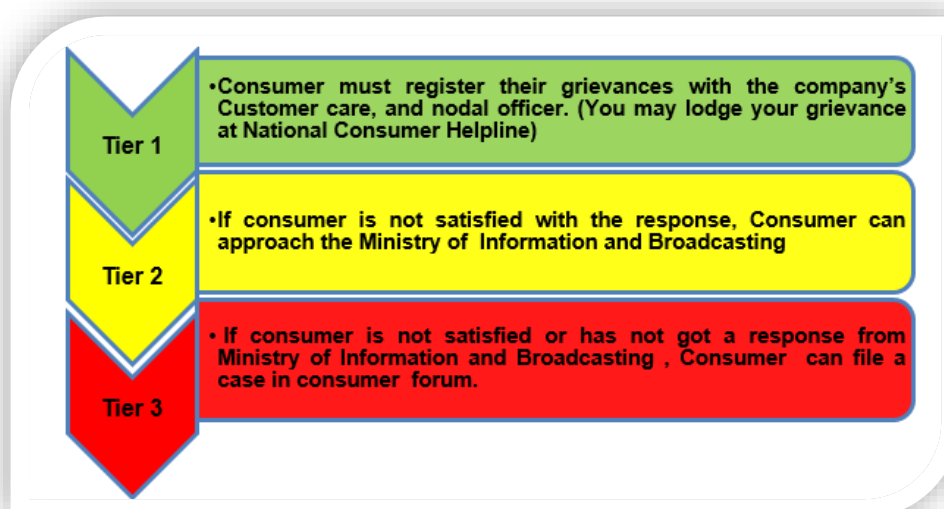 Tier 1
•Consumer must register their grievances with the company's
Customer care, and nodal officer. (You may lodge your grievance
at National Consumer Helpline)
Tier 2
•If consumer is not satisfied with the response, Consumer can
approach the Ministry of Information and Broadcasting
Tier 3
• If consumer is not satisfied or has not got a response from
Ministry of Information and Broadcasting , Consumer can file a
case in consumer forum.